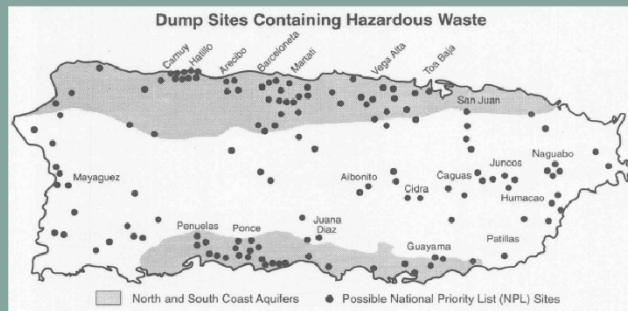 Dump Sites Containing Hazardous Waste
Camuy
Hatillo
Arecibo
Barceloneta
Martati
Vega Alta
Toa Baja
San Juan
Mayaguez
Aibonito
Cidra
Caguas
Juncos
Naguabo
Humacao
Penuelas
Ponce
Juana
Diaz
Guayama
Patillas
North and South Coast Aquifers
Possible National Priority List (NPL) Sites